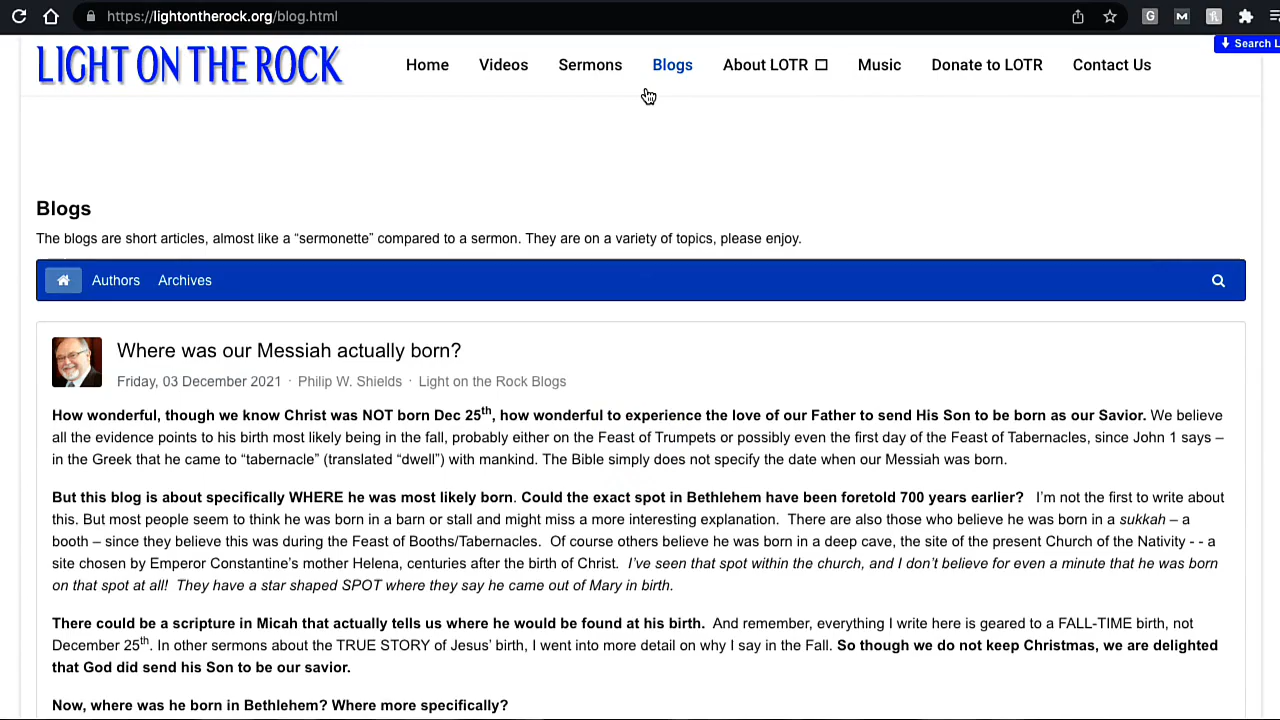 https://lightontherock.org/blog.html
Search L
LIGHT ON THE ROCK
Home Videos Sermons Blogs About LOTR Music Donate to LOTR Contact Us
Blogs
The blogs are short articles, almost like a “sermonette” compared to a sermon. They are on a variety of topics, please enjoy.
Authors Archives
Where was our Messiah actually born?
Friday, 03 December 2021 · Philip W. Shields · Light on the Rock Blogs
How wonderful, though we know Christ was NOT born Dec 25th, how wonderful to experience the love of our Father to send His Son to be born as our Savior. We believe
all the evidence points to his birth most likely being in the fall, probably either on the Feast of Trumpets or possibly even the first day of the Feast of Tabernacles, since John 1 says –
in the Greek that he came to “tabernacle” (translated “dwell”) with mankind. The Bible simply does not specify the date when our Messiah was born.
But this blog is about specifically WHERE he was most likely born. Could the exact spot in Bethlehem have been foretold 700 years earlier? I’m not the first to write about
this. But most people seem to think he was born in a barn or stall and might miss a more interesting explanation. There are also those who believe he was born in a sukkah – a
booth – since they believe this was during the Feast of Booths/Tabernacles. Of course others believe he was born in a deep cave, the site of the present Church of the Nativity - - a
site chosen by Emperor Constantine’s mother Helena, centuries after the birth of Christ. I’ve seen that spot within the church, and I don’t believe for even a minute that he was born
on that spot at all! They have a star shaped SPOT where they say he came out of Mary in birth.
There could be a scripture in Micah that actually tells us where he would be found at his birth. And remember, everything I write here is geared to a FALL-TIME birth, not
December 25th. In other sermons about the TRUE STORY of Jesus’ birth, I went into more detail on why I say in the Fall. So though we do not keep Christmas, we are delighted
that God did send his Son to be our savior.
Now, where was he born in Bethlehem? Where more specifically?